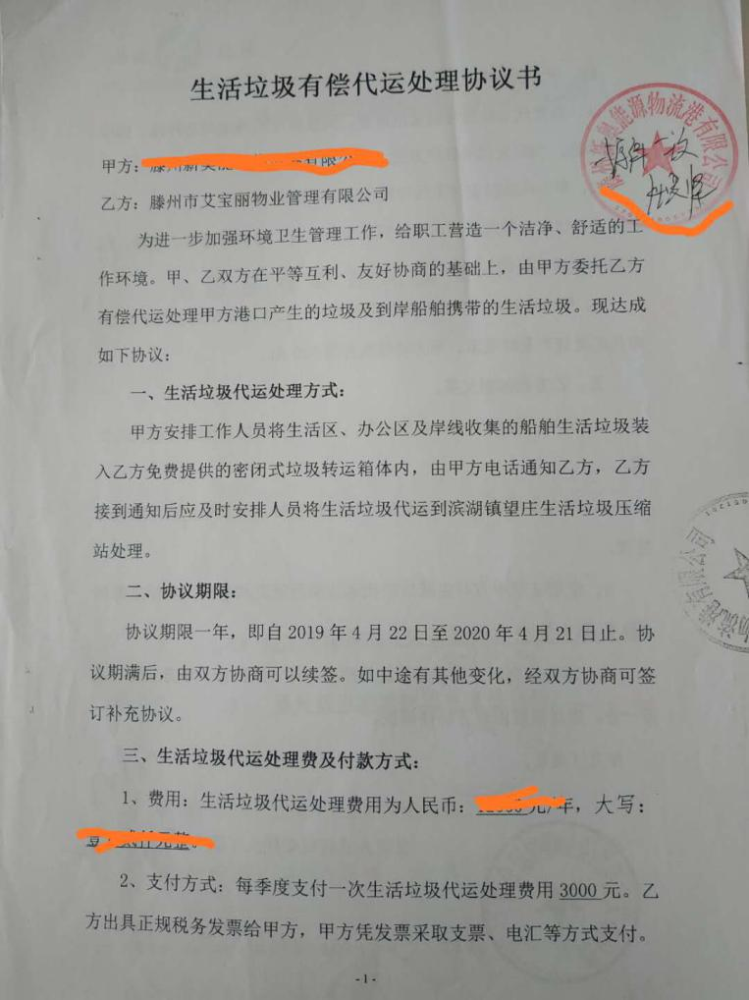 生活垃圾有偿代运处理协议书
甲方：
乙方：滕州市艾宝丽物业管理有限公司
为进一步加强环境卫生管理工作，给职工营造一个洁净、舒适的工
作环境。甲、乙双方在平等互利、友好协商的基础上，由甲方委托乙方
有偿代运处理甲方港口产生的垃圾及到岸船舶携带的生活垃圾。现达成
如下协议：
一、生活垃圾代运处理方式：
甲方安排工作人员将生活区、办公区及岸线收集的船舶生活垃圾装
入乙方免费提供的密闭式垃圾转运箱体内，由甲方电话通知乙方，乙方
接到通知后应及时安排人员将生活垃圾代运到滨湖镇望庄生活垃圾压缩
站处理。
二、协议期限：
协议期限一年，即自 2019 年 4 月 22 日至 2020 年 4 月 21 日止。协
议期满后，由双方协商可以续签。如中途有其他变化，经双方协商可签
订补充协议。
三、生活垃圾代运处理费及付款方式：
1、费用：生活垃圾代运处理费用为人民币： 元/年，大写：
元整。
2、支付方式：每季度支付一次生活垃圾代运处理费用 3000 元。乙
方出具正规税务发票给甲方，甲方凭发票采取支票、电汇等方式支付。
- 1 -
能源物流港有限公司
流港有限公司